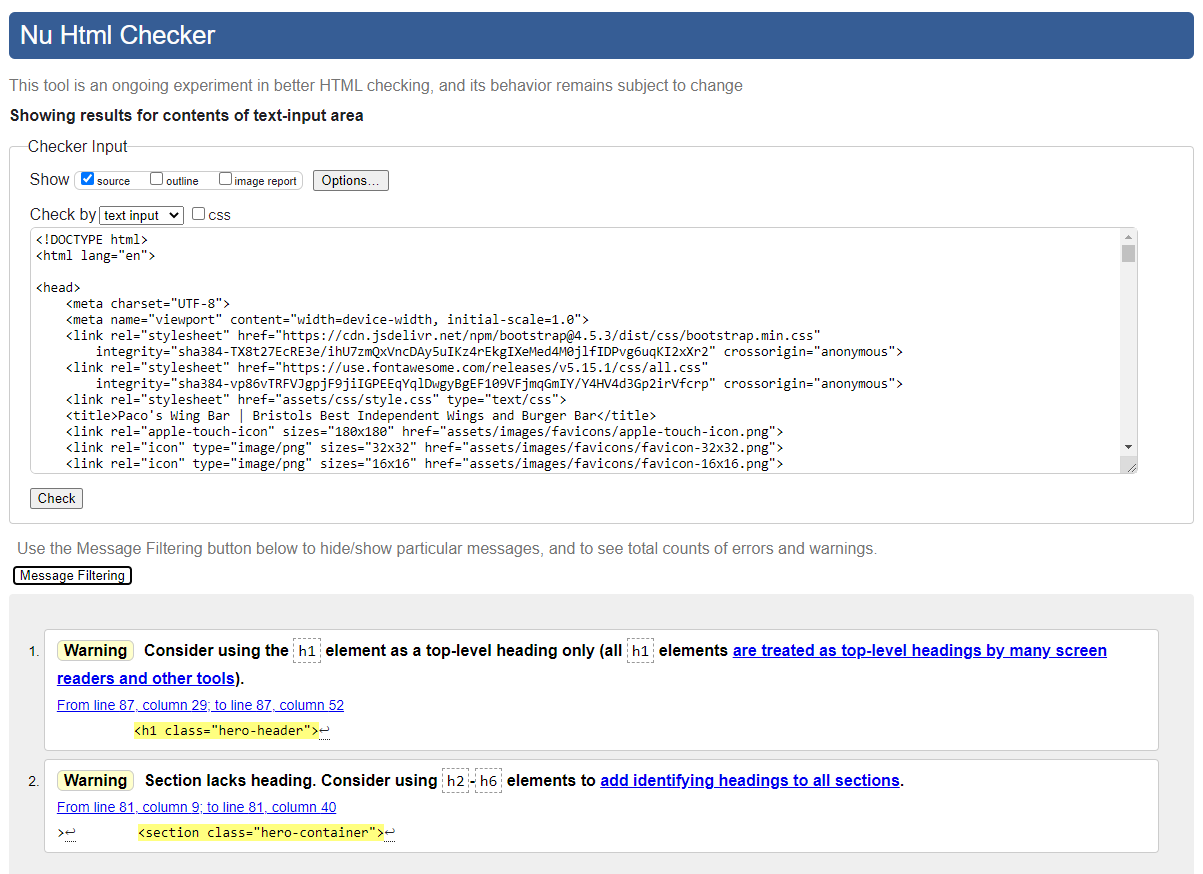 Nu Html Checker
This tool is an ongoing experiment in better HTML checking, and its behavior remains subject to change
Showing results for contents of text-input area
Checker Input
Show source outline image report Options...
Check by text input css
<!DOCTYPE html>
<html lang="en">
<head>
<meta charset="UTF-8">
<meta name="viewport" content="width=device-width, initial-scale=1.0">
<link rel="stylesheet" href="https://cdn.jsdelivr.net/npm/bootstrap@4.5.3/dist/css/bootstrap.min.css"
integrity="sha384-TX8t27EcRE3e/ihU7zmQxVncDAy5uIKz4rEkgIXeMed4M0jlfIDPvg6uqKI2xXr2" crossorigin="anonymous">
<link rel="stylesheet" href="https://use.fontawesome.com/releases/v5.15.1/css/all.css"
integrity="sha384-vp86vTRFVJgpjF9jiIGPEEqYqlDwgyBgEF109VFjmqGmIY/Y4HV4d3Gp2irVfcrp" crossorigin="anonymous">
<link rel="stylesheet" href="assets/css/style.css" type="text/css">
<title>Paco's Wing Bar | Bristols Best Independent Wings and Burger Bar</title>
<link rel="apple-touch-icon" sizes="180x180" href="assets/images/favicons/apple-touch-icon.png">
<link rel="icon" type="image/png" sizes="32x32" href="assets/images/favicons/favicon-32x32.png">
<link rel="icon" type="image/png" sizes="16x16" href="assets/images/favicons/favicon-16x16.png">
Check
Use the Message Filtering button below to hide/show particular messages, and to see total counts of errors and warnings.
Message Filtering
1. Warning Consider using the h1 element as a top-level heading only (all h1 elements are treated as top-level headings by many screen
readers and other tools).
From line 87, column 29; to line 87, column 52
<h1 class="hero-header">↩
2. Warning Section lacks heading. Consider using h2-h6 elements to add identifying headings to all sections.
From line 81, column 9; to line 81, column 40
>↩ <section class="hero-container">↩